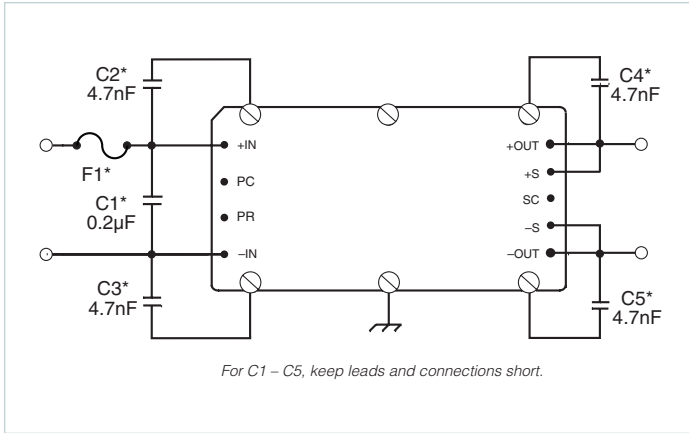 C2*
4.7nF
F1*
C1*
0.2µF
C3*
4.7nF
+IN
PC
PR
–IN
+OUT
+S
SC
–S
–OUT
C4*
4.7nF
C5*
4.7nF
For C1 – C5, keep leads and connections short.